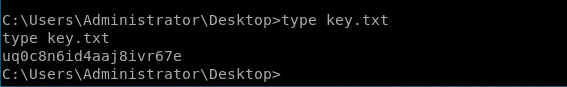 C:\Users\Administrator\Desktop>type key.txt
type key.txt
uq0c8n6id4aaj8ivr67e
C:\Users\Administrator\Desktop>